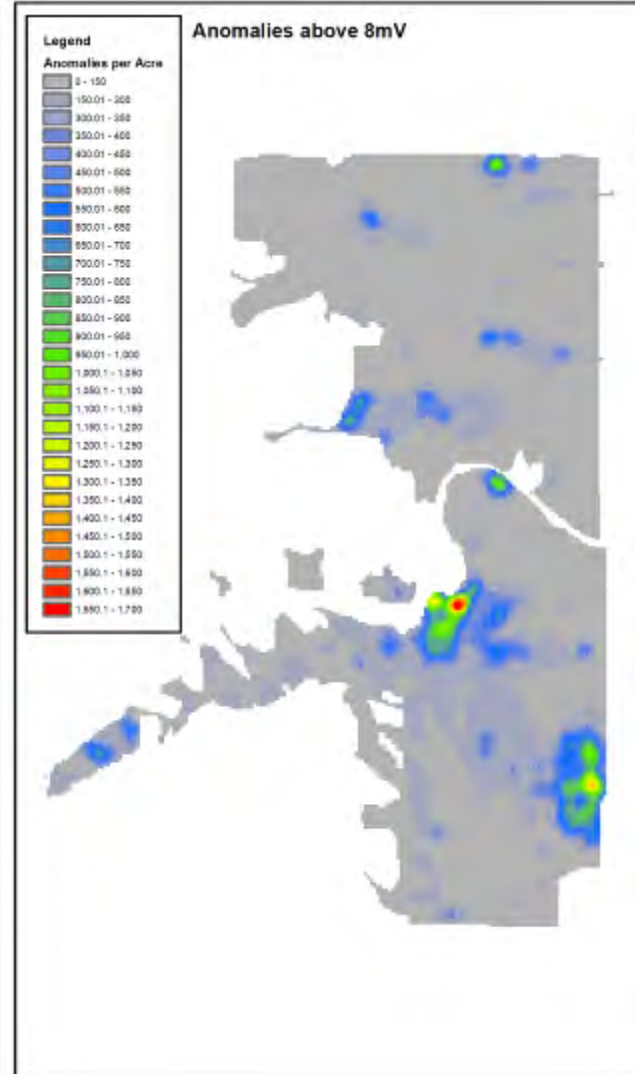 Anomalies above 8mV
Legend
Anomalies per Acre
0 - 150
150.01 - 300
300.01 - 350
350.01 - 400
400.01 - 450
450.01 - 500
500.01 - 550
550.01 - 600
600.01 - 650
650.01 - 700
700.01 - 750
750.01 - 800
800.01 - 850
850.01 - 900
900.01 - 950
950.01 - 1,000
1,000.1 - 1,050
1,050.1 - 1,100
1,100.1 - 1,150
1,150.1 - 1,200
1,200.1 - 1,250
1,250.1 - 1,300
1,300.1 - 1,350
1,350.1 - 1,400
1,400.1 - 1,450
1,450.1 - 1,500
1,500.1 - 1,550
1,550.1 - 1,600
1,600.1 - 1,650
1,650.1 - 1,700